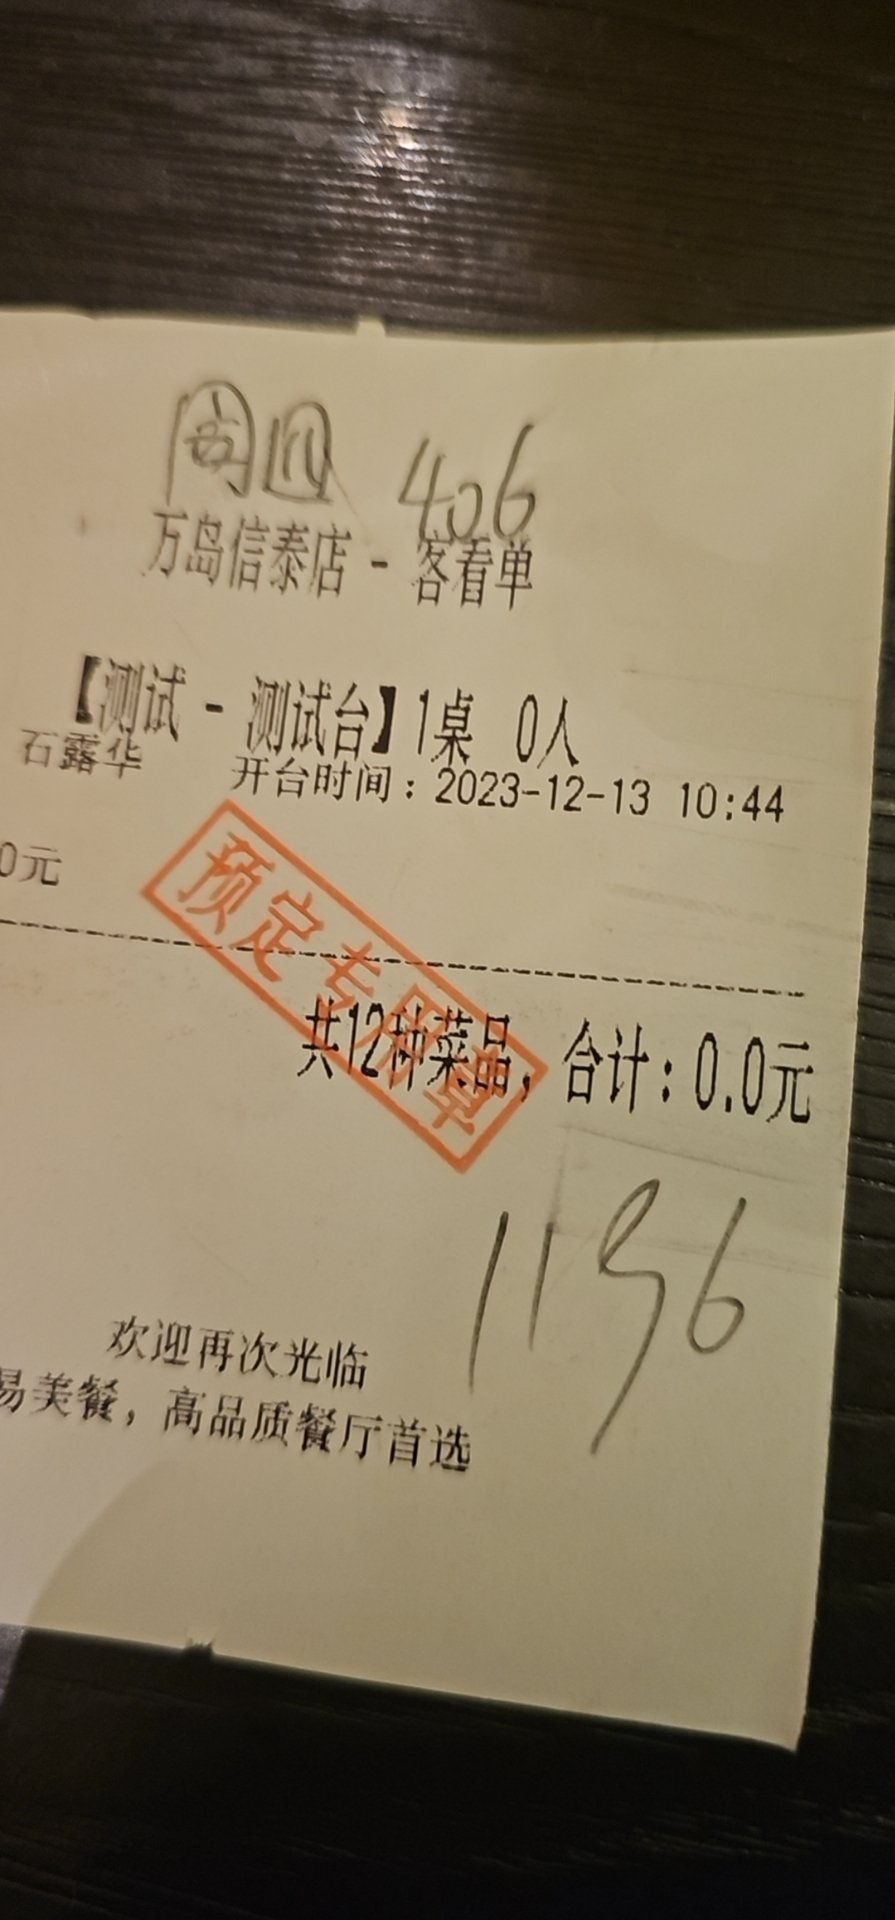 406
万岛信泰店 - 客看单
【测试 - 测试台】1桌 0人
石露华 开台时间：2023-12-13 10:44
0元
预定专用章
共12种菜品，合计：0.0元
1196
欢迎再次光临
易美餐，高品质餐厅首选